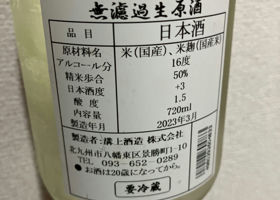 無濾過生原酒
品目 日本酒
原材料名 米(国産)、米麹(国産米)
アルコール分 16度
精米歩合 50%
日本酒度 +3
酸度 1.5
内容量 720ml
製造年月 2023年3月
製造者：溝上酒造 株式会社
北九州市八幡東区景勝町1-10
TEL 093-652-0289
●お酒は20歳になってから。
要冷蔵